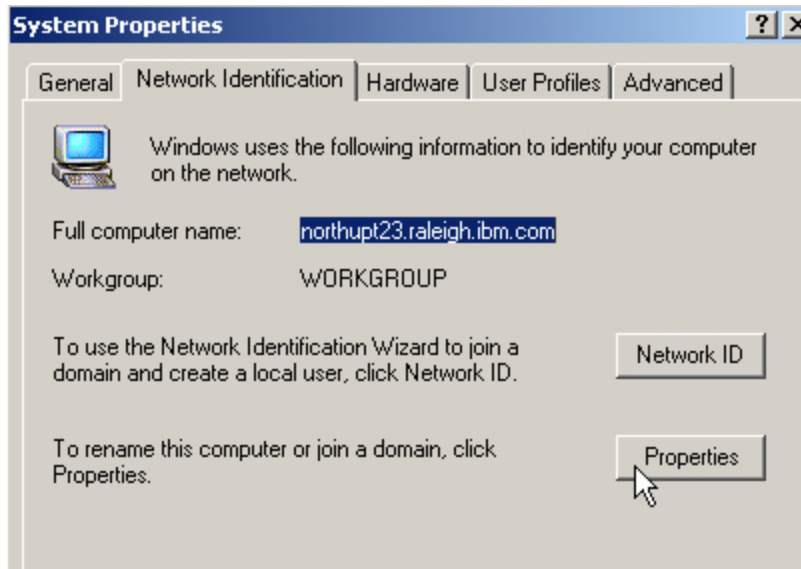 System Properties
General Network Identification Hardware User Profiles Advanced
Windows uses the following information to identify your computer
on the network.
Full computer name: northupt23.raleigh.ibm.com
Workgroup: WORKGROUP
To use the Network Identification Wizard to join a
domain and create a local user, click Network ID.
Network ID
To rename this computer or join a domain, click
Properties.
Properties